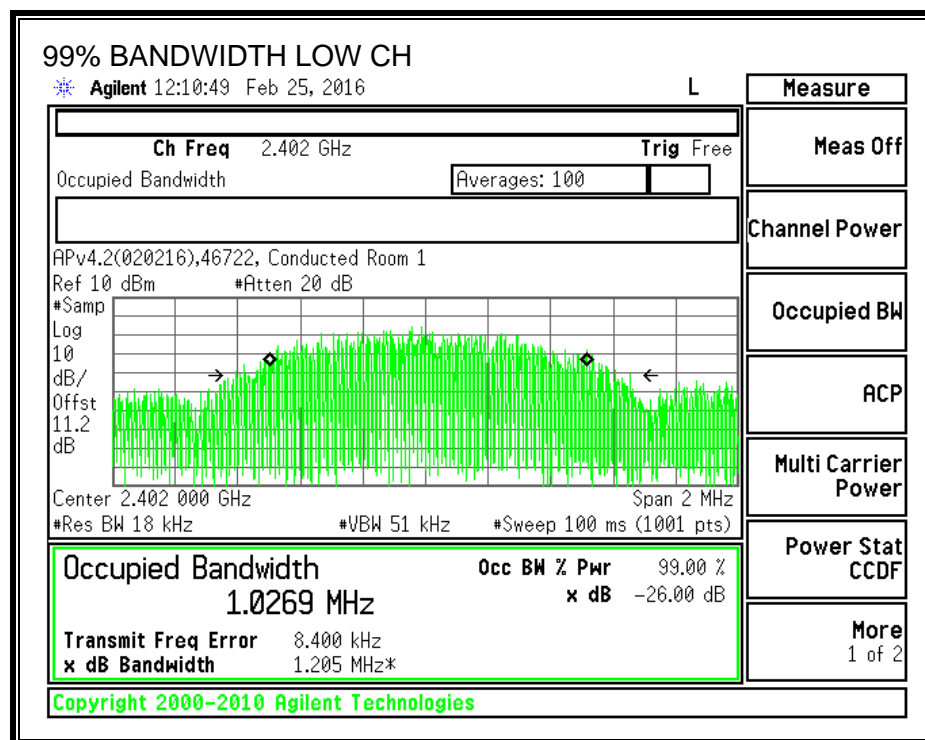 99% BANDWIDTH LOW CH
Agilent 12:10:49 Feb 25, 2016 L
Measure
Ch Freq 2.402 GHz Trig Free
Occupied Bandwidth Averages: 100
APv4.2(020216),46722, Conducted Room 1
Ref 10 dBm #Atten 20 dB
#Samp
Log
10
dB/
Offst
11.2
dB
Center 2.402 000 GHz Span 2 MHz
#Res BW 18 kHz #VBW 51 kHz #Sweep 100 ms (1001 pts)
Occupied Bandwidth Occ BW % Pwr 99.00 %
1.0269 MHz x dB -26.00 dB
Transmit Freq Error 8.400 kHz
x dB Bandwidth 1.205 MHz*
Meas Off
Channel Power
Occupied BW
ACP
Multi Carrier
Power
Power Stat
CCDF
More
1 of 2
Copyright 2000-2010 Agilent Technologies